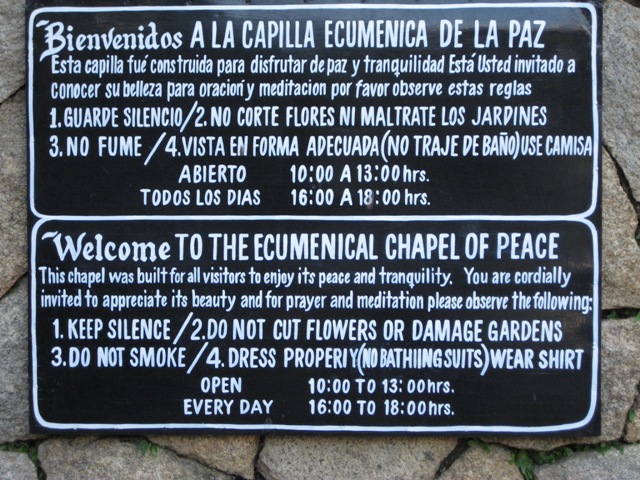 Bienvenidos A LA CAPILLA ECUMENICA DE LA PAZ
Esta capilla fué construida para disfrutar de paz y tranquilidad Está Usted invitado a
conocer su belleza para oración y meditacion por favor observe estas reglas
1. GUARDE SILENCIO/2. NO CORTE FLORES NI MALTRATE LOS JARDINES
3. NO FUME/4. VISTA EN FORMA ADECUADA(NO TRAJE DE BAÑO)USE CAMISA
ABIERTO 10:00 A 13:00 hrs.
TODOS LOS DIAS 16:00 A 18:00 hrs.
Welcome TO THE ECUMENICAL CHAPEL OF PEACE
This chapel was built for all visitors to enjoy its peace and tranquility. You are cordially
invited to appreciate its beauty and for prayer and meditation please observe the following:
1. KEEP SILENCE/2. DO NOT CUT FLOWERS OR DAMAGE GARDENS
3. DO NOT SMOKE/4. DRESS PROPERIY(NO BATHIING SUITS)WEAR SHIRT
OPEN 10:00 TO 13:00 hrs.
EVERY DAY 16:00 TO 18:00 hrs.